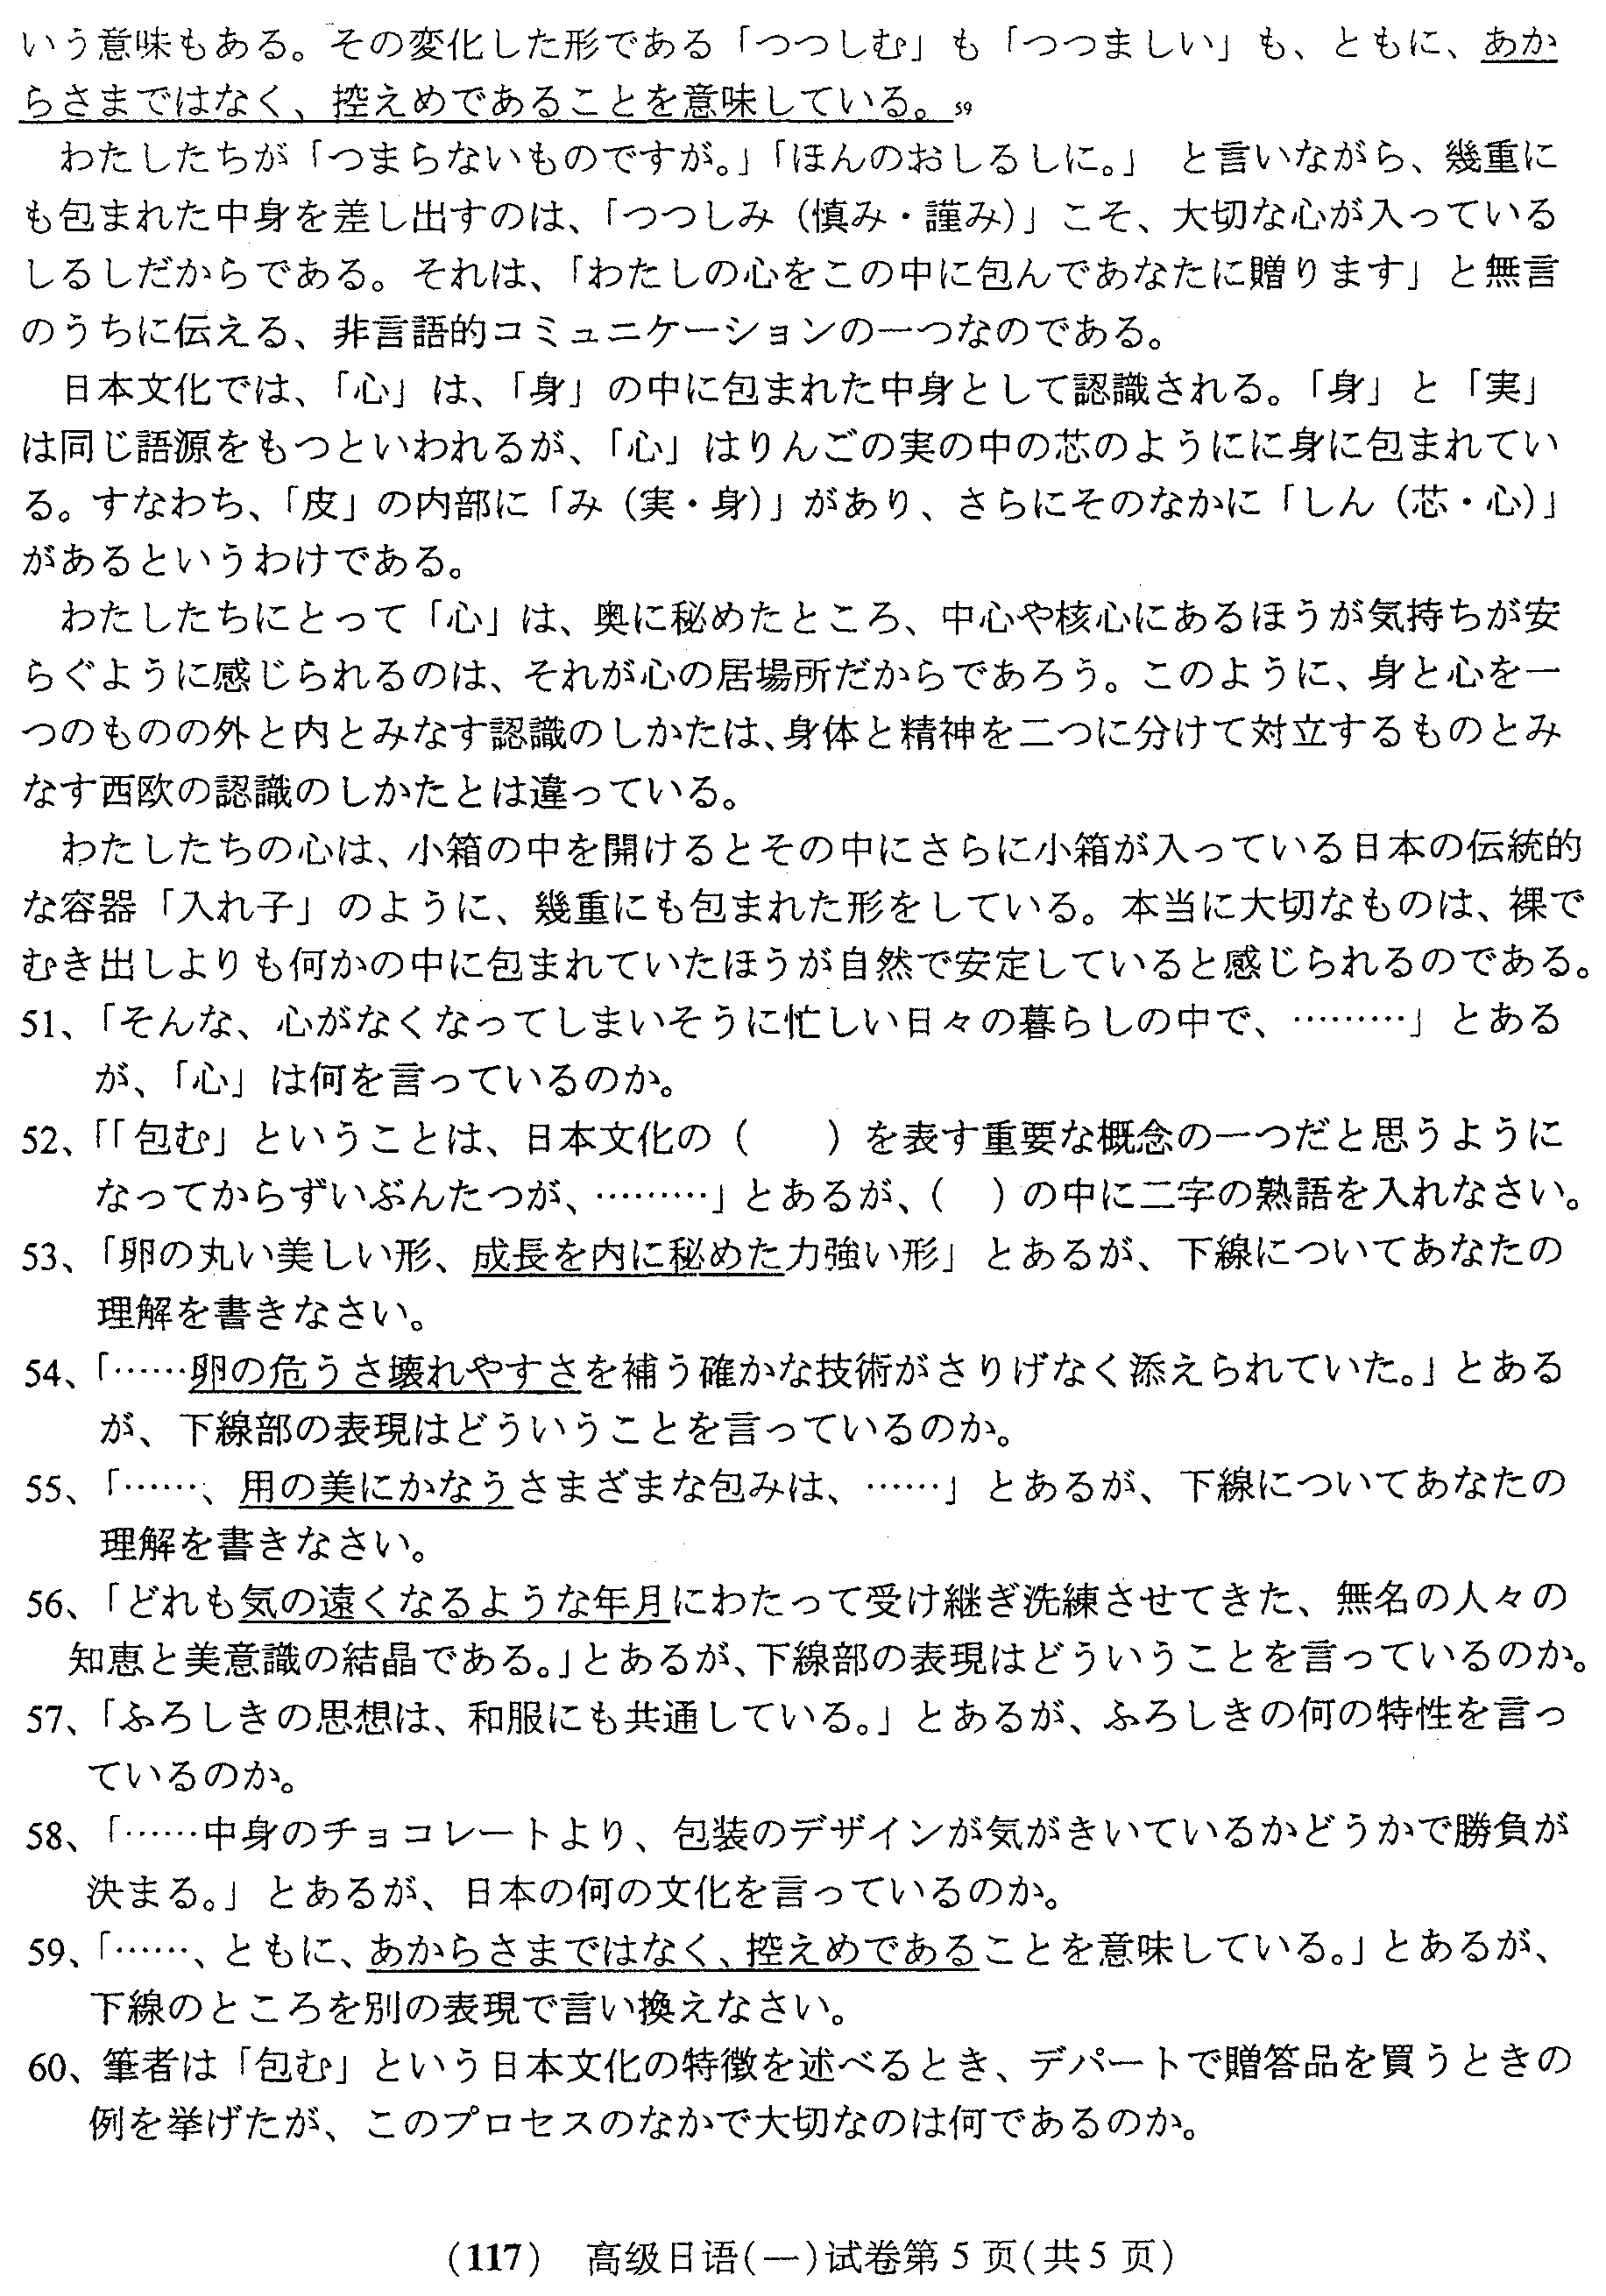 いう意味もある。その変化した形である「つつしむ」も「つつましい」も、ともに、あか
らさまではなく、控えめであることを意味している。59
わたしたちが「つまらないものですが。」「ほんのおしるしに。」 と言いながら、幾重に
も包まれた中身を差し出すのは、「つつしみ（慎み・謹み）」こそ、大切な心が入っている
しるしだからである。それは、「わたしの心をこの中に包んであなたに贈ります」と無言
のうちに伝える、非言語的コミュニケーションの一つなのである。
日本文化では、「心」は、「身」の中に包まれた中身として認識される。「身」と「実」
は同じ語源をもつといわれるが、「心」はりんごの実の中の芯のようにに身に包まれてい
る。すなわち、「皮」の内部に「み（実・身）」があり、さらにそのなかに「しん（芯・心）」
があるというわけである。
わたしたちにとって「心」は、奥に秘めたところ、中心や核心にあるほうが気持ちが安
らぐように感じられるのは、それが心の居場所だからであろう。このように、身と心を一
つのものの外と内とみなす認識のしかたは、身体と精神を二つに分けて対立するものとみ
なす西欧の認識のしかたとは違っている。
わたしたちの心は、小箱の中を開けるとその中にさらに小箱が入っている日本の伝統的
な容器「入れ子」のように、幾重にも包まれた形をしている。本当に大切なものは、裸で
むき出しよりも何かの中に包まれていたほうが自然で安定していると感じられるのである。
51、「そんな、心がなくなってしまいそうに忙しい日々の暮らしの中で、………」とある
が、「心」は何を言っているのか。
52、「「包む」ということは、日本文化の（　　）を表す重要な概念の一つだと思うように
なってからずいぶんたつが、………」とあるが、（　）の中に二字の熟語を入れなさい。
53、「卵の丸い美しい形、成長を内に秘めた力強い形」とあるが、下線についてあなたの
理解を書きなさい。
54、「……卵の危うさ壊れやすさを補う確かな技術がさりげなく添えられていた。」とある
が、下線部の表現はどういうことを言っているのか。
55、「……、用の美にかなうさまざまな包みは、……」とあるが、下線についてあなたの
理解を書きなさい。
56、「どれも気の遠くなるような年月にわたって受け継ぎ洗練させてきた、無名の人々の
知恵と美意識の結晶である。」とあるが、下線部の表現はどういうことを言っているのか。
57、「ふろしきの思想は、和服にも共通している。」とあるが、ふろしきの何の特性を言っ
ているのか。
58、「……中身のチョコレートより、包装のデザインが気がきいているかどうかで勝負が
決まる。」とあるが、日本の何の文化を言っているのか。
59、「……、ともに、あからさまではなく、控えめであることを意味している。」とあるが、
下線のところを別の表現で言い換えなさい。
60、筆者は「包む」という日本文化の特徴を述べるとき、デパートで贈答品を買うときの
例を挙げたが、このプロセスのなかで大切なのは何であるのか。
(117) 高级日语(一)试卷第 5 页(共 5 页)